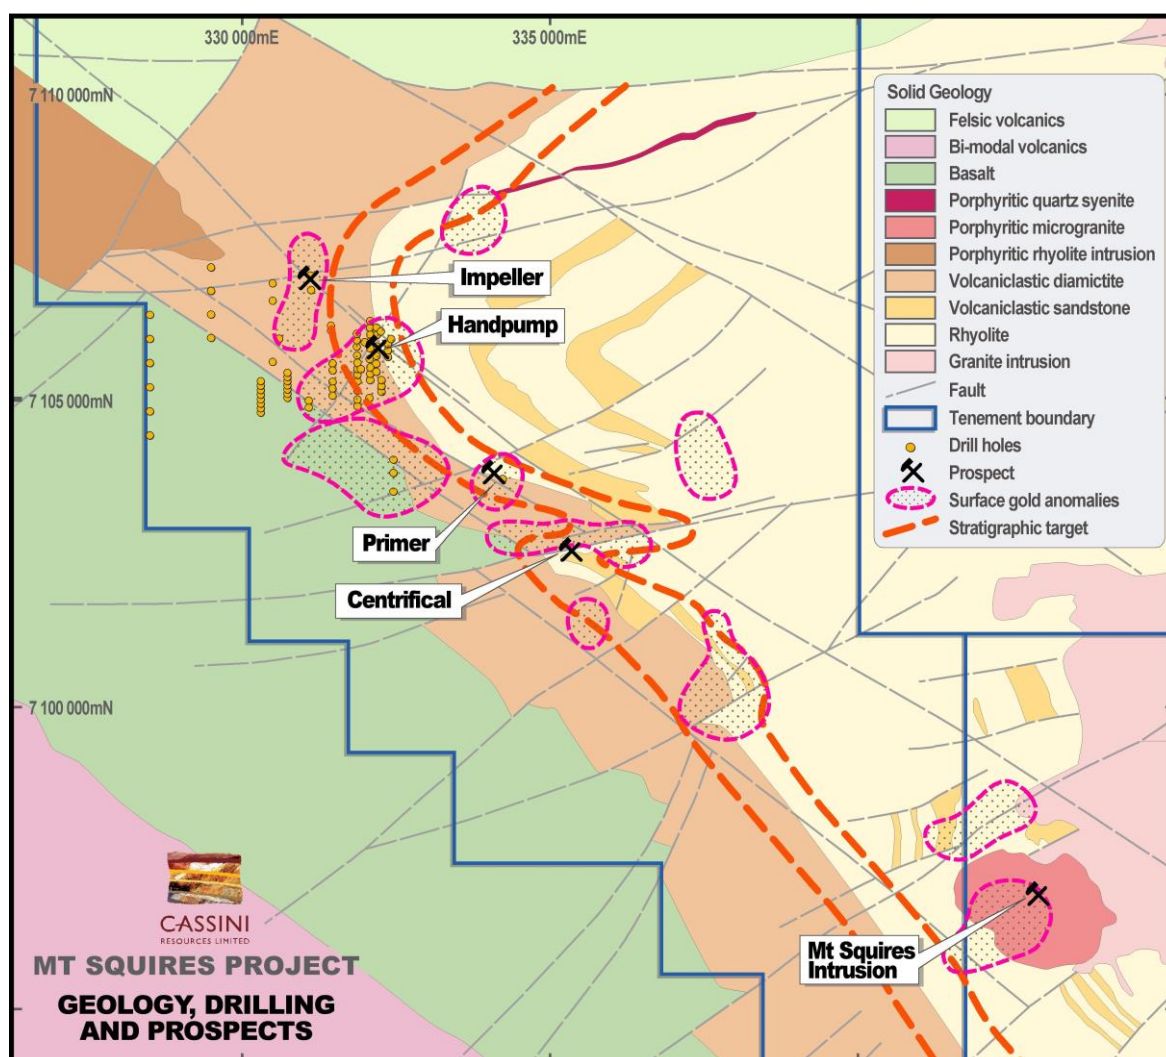 330 000mE
335 000mE
7 110 000mN
7 105 000mN
7 100 000mN
Solid Geology
Felsic volcanics
Bi-modal volcanics
Basalt
Porphyritic quartz syenite
Porphyritic microgranite
Porphyritic rhyolite intrusion
Volcaniclastic diamictite
Volcaniclastic sandstone
Rhyolite
Granite intrusion
Fault
Tenement boundary
Drill holes
Prospect
Surface gold anomalies
Stratigraphic target
Impeller
Handpump
Primer
Centrifical
Mt Squires
Intrusion
CASSINI
RESOURCES LIMITED
MT SQUIRES PROJECT
GEOLOGY, DRILLING
AND PROSPECTS